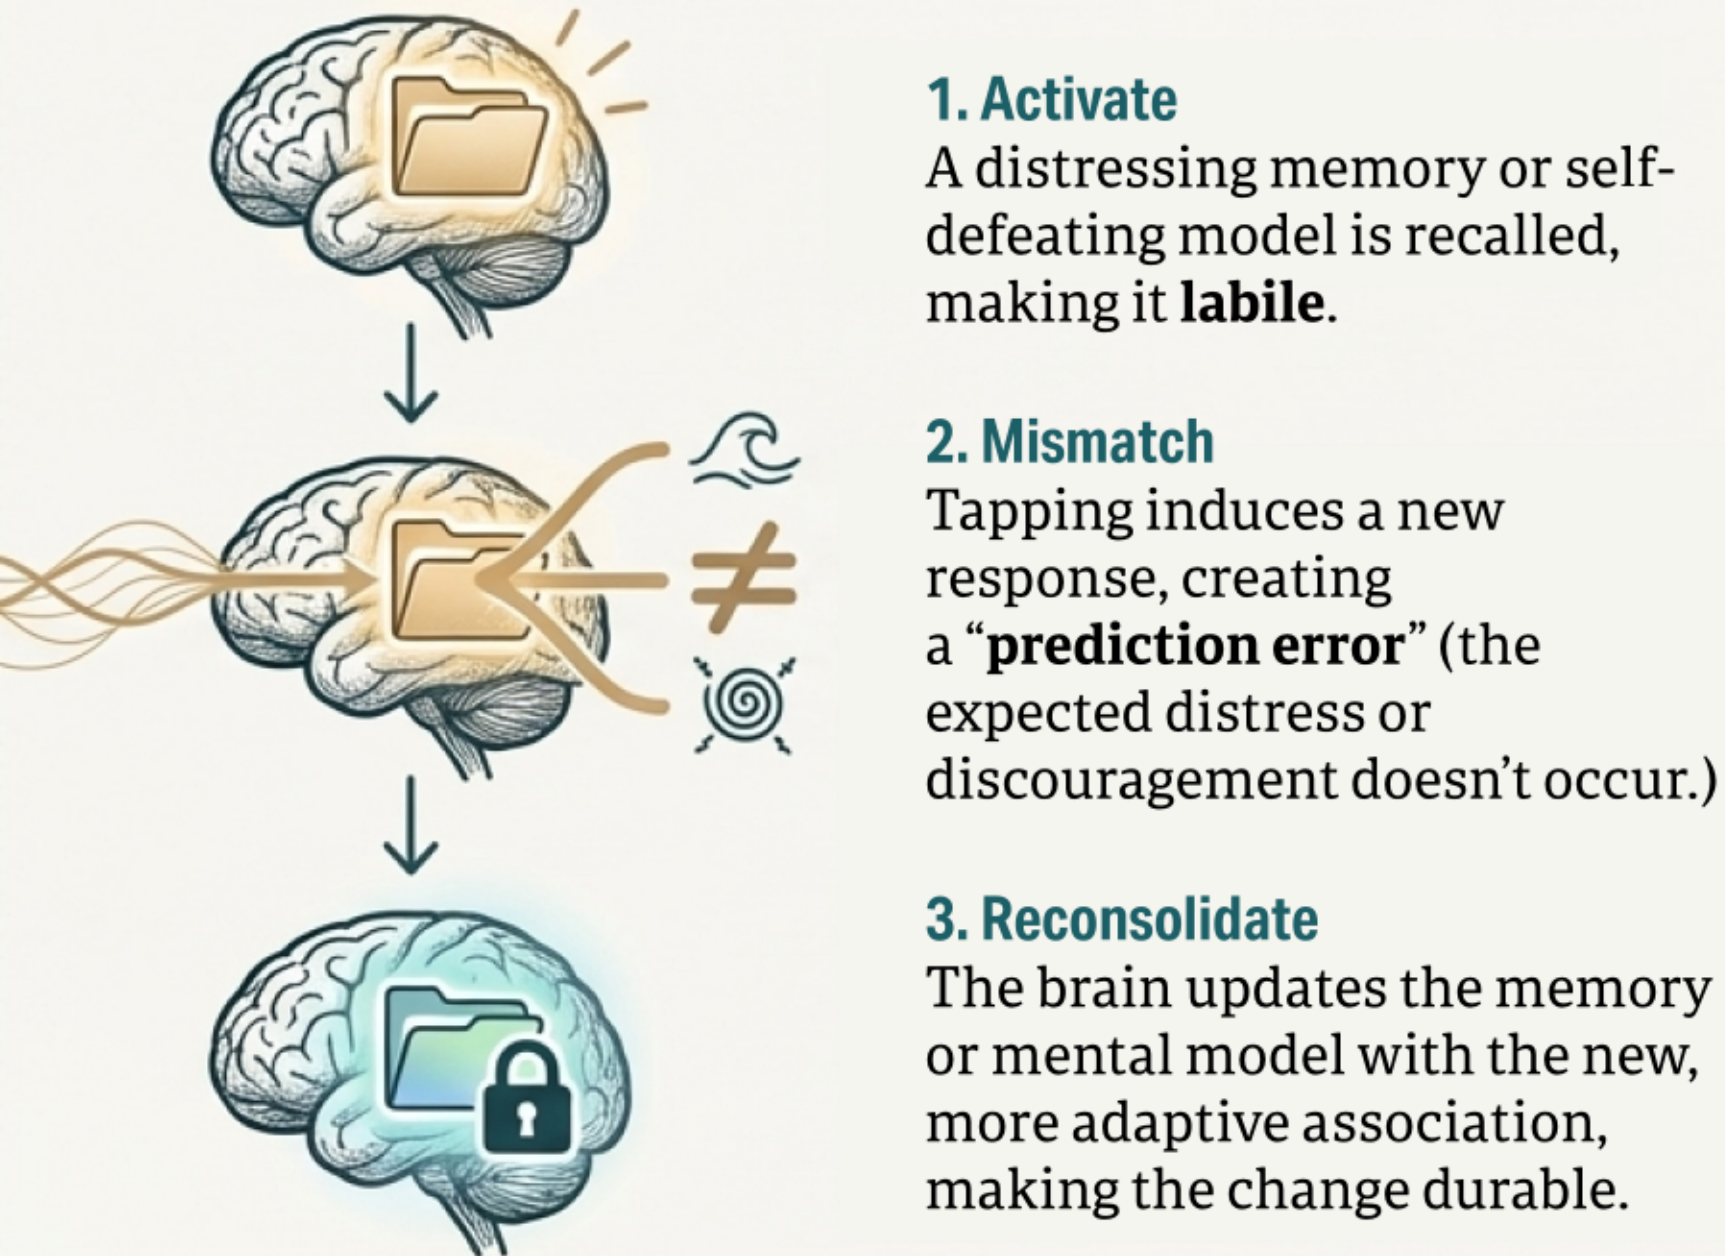 1. Activate
A distressing memory or self-
defeating model is recalled,
making it labile.
2. Mismatch
Tapping induces a new
response, creating
a “prediction error” (the
expected distress or
discouragement doesn’t occur.)
3. Reconsolidate
The brain updates the memory
or mental model with the new,
more adaptive association,
making the change durable.